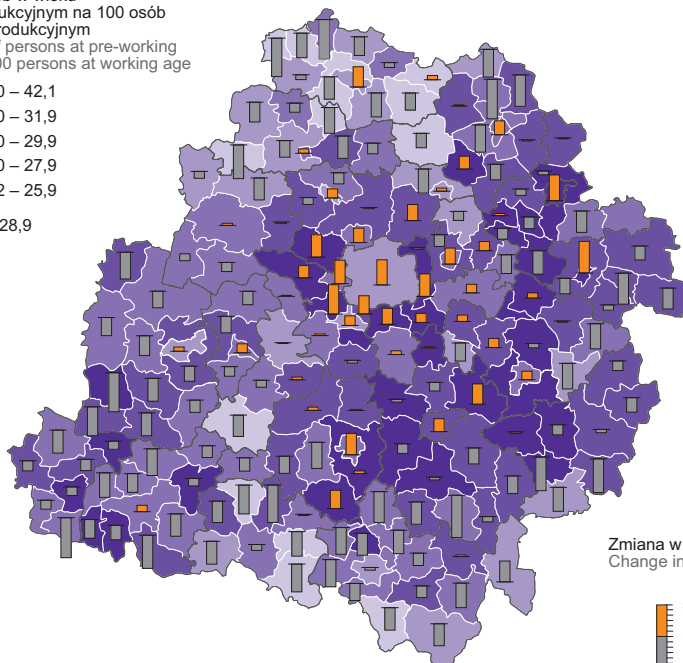 ukcyjnym na 100 osób
rodukcyjnym
f persons at pre-working
00 persons at working age
0 – 42,1
0 – 31,9
0 – 29,9
0 – 27,9
2 – 25,9
28,9
Zmiana w
Change in